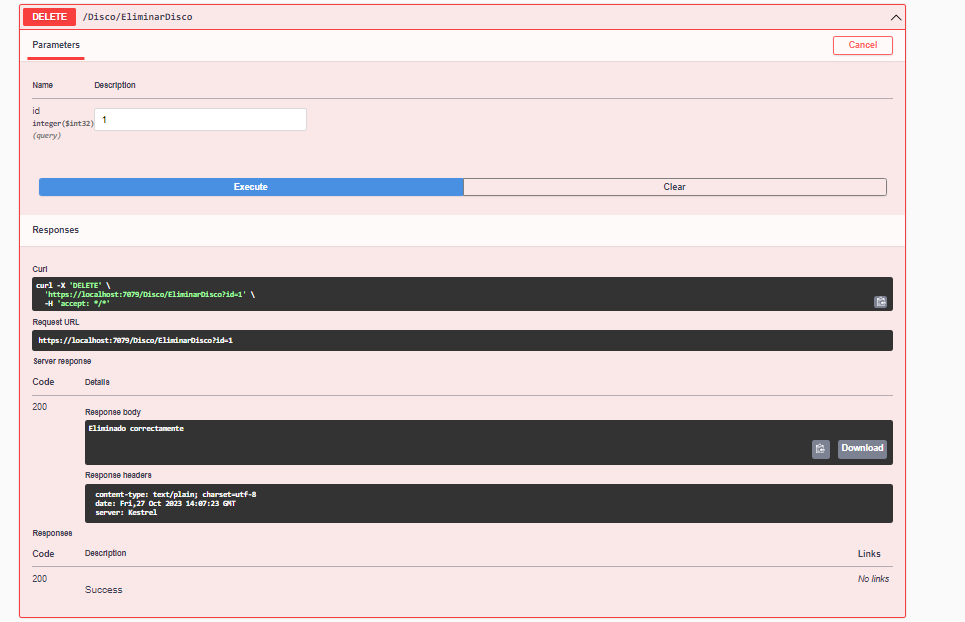 DELETE /Disco/EliminarDisco
Parameters
Cancel
Name Description
id
integer($int32)
(query)
1
Execute Clear
Responses
Curl
curl -X 'DELETE' \
'https://localhost:7079/Disco/EliminarDisco?id=1' \
-H 'accept: */*'
Request URL
https://localhost:7079/Disco/EliminarDisco?id=1
Server response
Code Details
200
Response body
Eliminado correctamente
Download
Response headers
content-type: text/plain; charset=utf-8
date: Fri,27 Oct 2023 14:07:23 GMT
server: Kestrel
Responses
Code Description Links
200 No links
Success